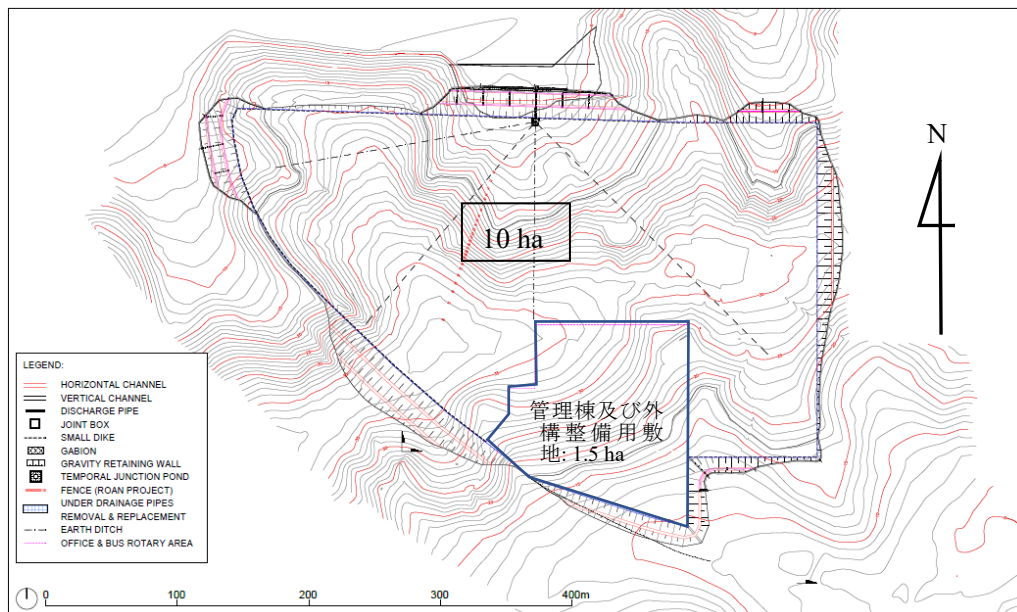 N
10 ha
管理棟及び外
構整備用敷
地: 1.5 ha
LEGEND:
HORIZONTAL CHANNEL
VERTICAL CHANNEL
DISCHARGE PIPE
JOINT BOX
SMALL DIKE
GABION
GRAVITY RETAINING WALL
TEMPORAL JUNCTION POND
FENCE (ROAN PROJECT)
UNDER DRAINAGE PIPES
REMOVAL & REPLACEMENT
EARTH DITCH
OFFICE & BUS ROTARY AREA
0 100 200 300 400m